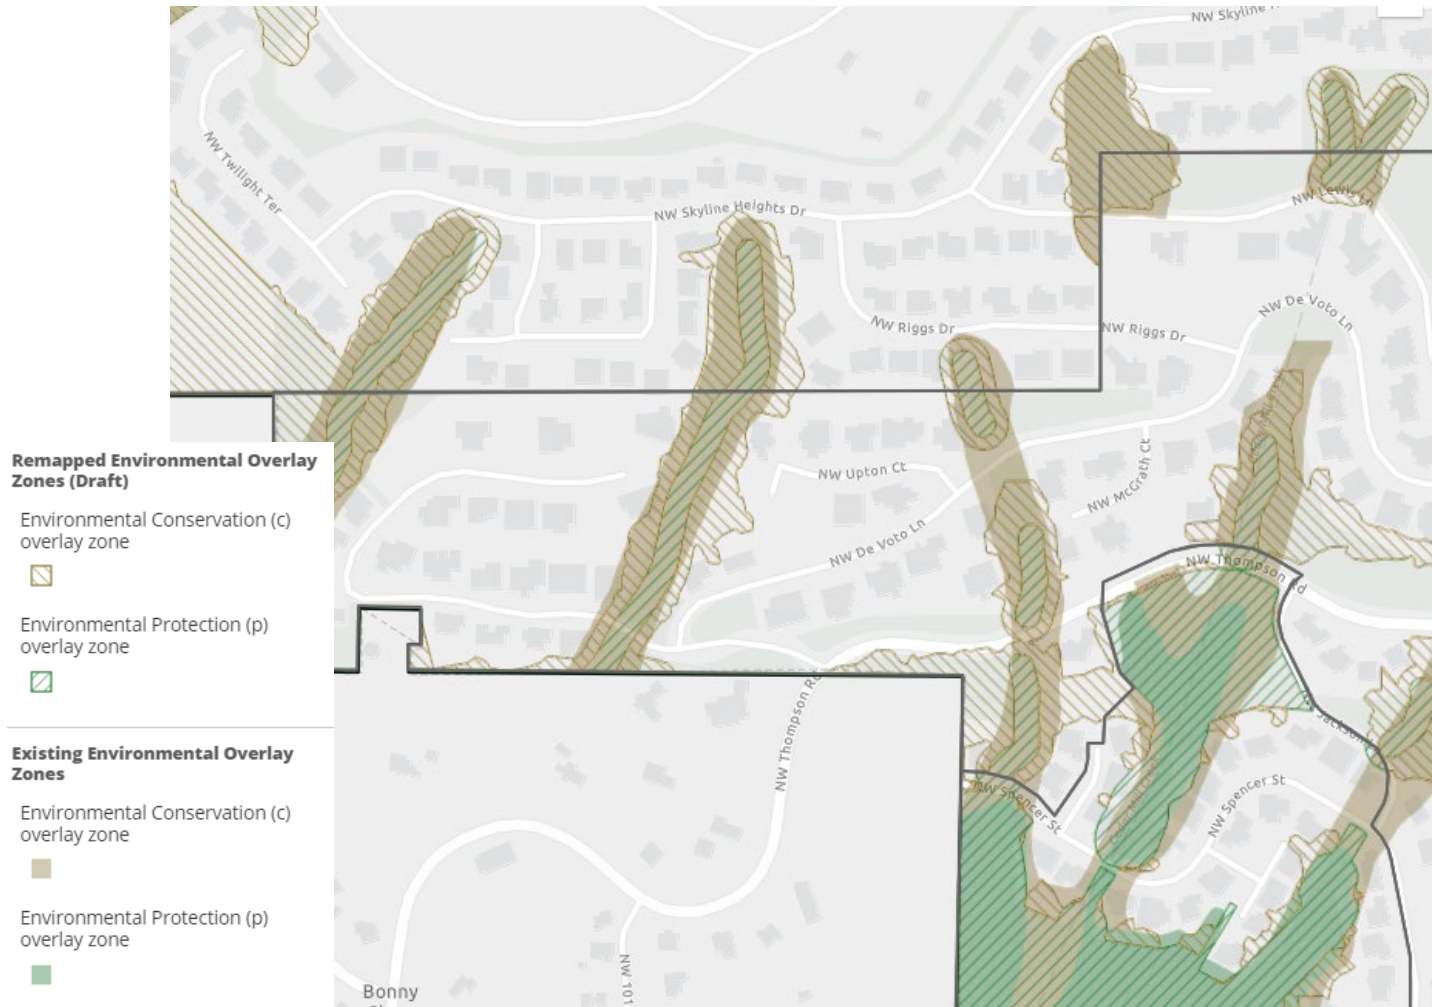 NW Skyline
NW Twilight Ter
NW Skyline Heights Dr
NW Lewis Ln
NW De Voto Ln
NW Riggs Dr
NW Riggs Dr
NW Upton Ct
NW McGrath Ct
NW De Voto Ln
NW Thompson Rd
NW Thompson Rd
NW Spencer St
NW Spencer St
Cedar Mill
NW Jackson
NW 101
Bonny
Remapped Environmental Overlay
Zones (Draft)
Environmental Conservation (c)
overlay zone
Environmental Protection (p)
overlay zone
Existing Environmental Overlay
Zones
Environmental Conservation (c)
overlay zone
Environmental Protection (p)
overlay zone